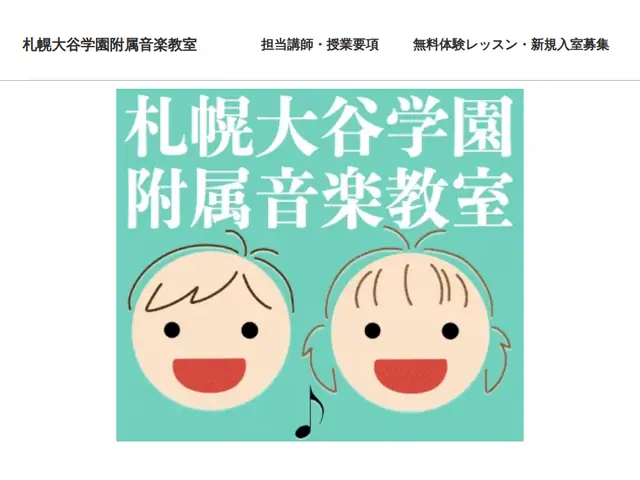 札幌大谷学園附属音楽教室
担当講師・授業要項
無料体験レッスン・新規入室募集
札幌大谷学園
附属音楽教室